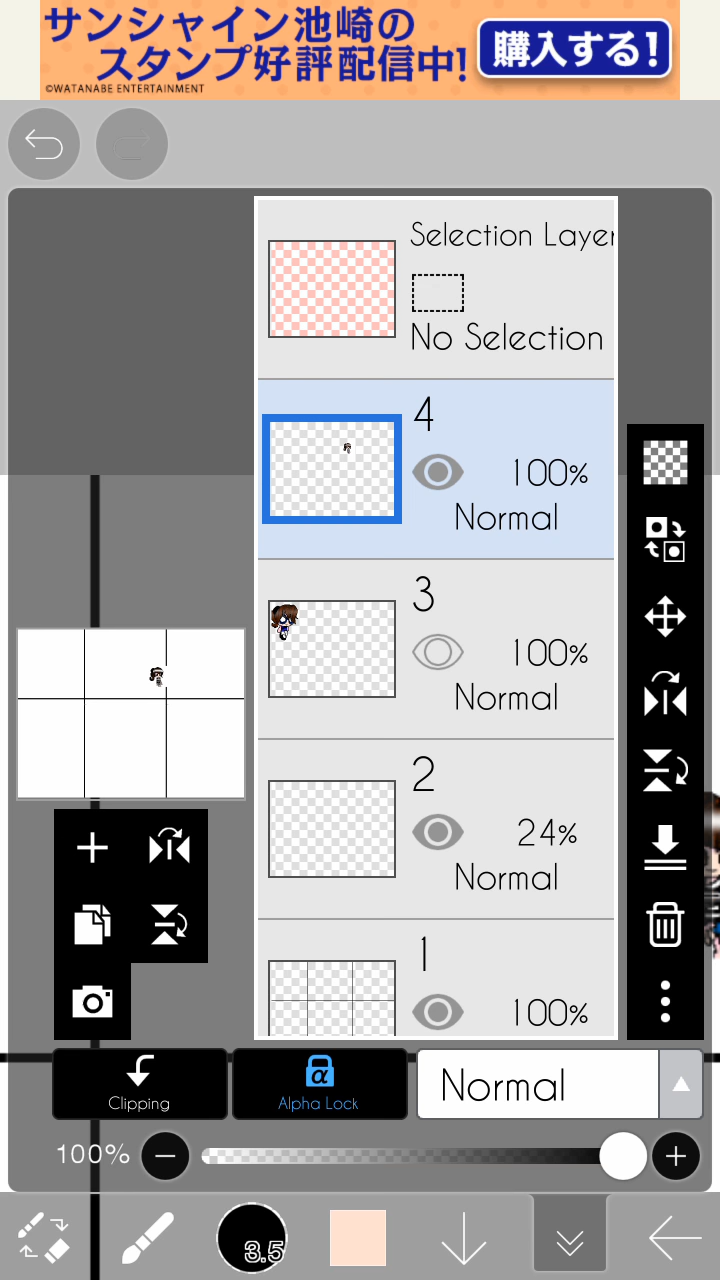 サンシャイン池崎の
スタンプ好評配信中!
購入する!
©WATANABE ENTERTAINMENT
Selection Layer
No Selection
4
100%
Normal
3
100%
Normal
2
24%
Normal
1
100%
Clipping
α
Alpha Lock
Normal
100%
3.5